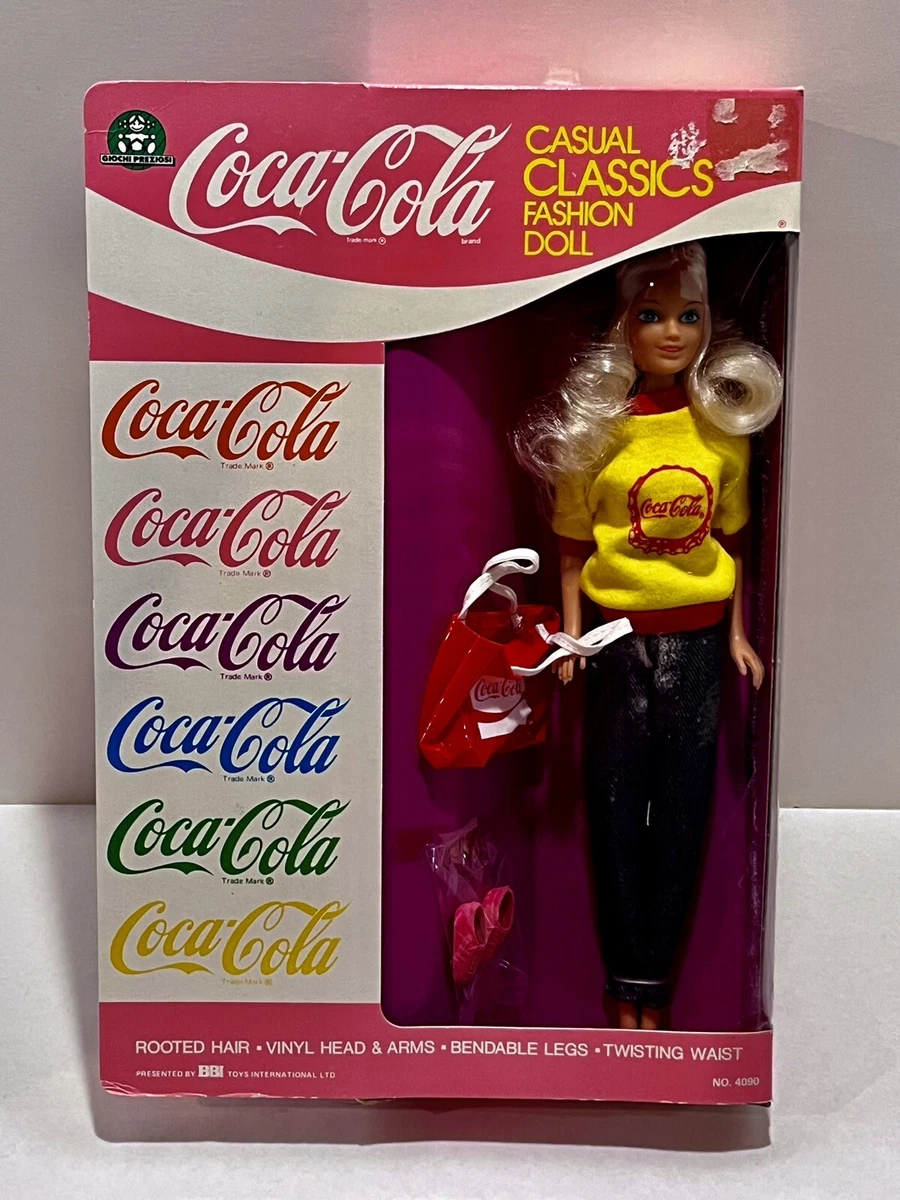 GIOCHI PREZIOSI
Coca-Cola
Trade mark ® brand
CASUAL
CLASSICS
FASHION
DOLL
®
Coca-Cola
Trade Mark ®
Coca-Cola
Trade Mark ®
Coca-Cola
Trade Mark ®
Coca-Cola
Trade Mark ®
Coca-Cola
Trade Mark ®
Coca-Cola
Trade Mark ®
Coca-Cola
Coca-Cola
ROOTED HAIR ▪ VINYL HEAD & ARMS ▪ BENDABLE LEGS ▪ TWISTING WAIST
PRESENTED BY BBI TOYS INTERNATIONAL LTD
NO. 4090